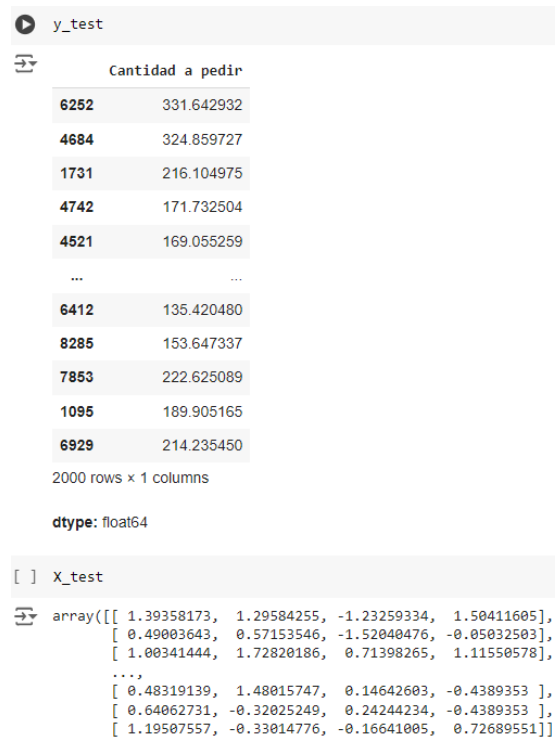 y_test
Cantidad a pedir
6252 331.642932
4684 324.859727
1731 216.104975
4742 171.732504
4521 169.055259
... ...
6412 135.420480
8285 153.647337
7853 222.625089
1095 189.905165
6929 214.235450
2000 rows × 1 columns
dtype: float64
[ ] X_test
array([[ 1.39358173, 1.29584255, -1.23259334, 1.50411605],
[ 0.49003643, 0.57153546, -1.52040476, -0.05032503],
[ 1.00341444, 1.72820186, 0.71398265, 1.11550578],
...,
[ 0.48319139, 1.48015747, 0.14642603, -0.4389353 ],
[ 0.64062731, -0.32025249, 0.24244234, -0.4389353 ],
[ 1.19507557, -0.33014776, -0.16641005, 0.72689551]]